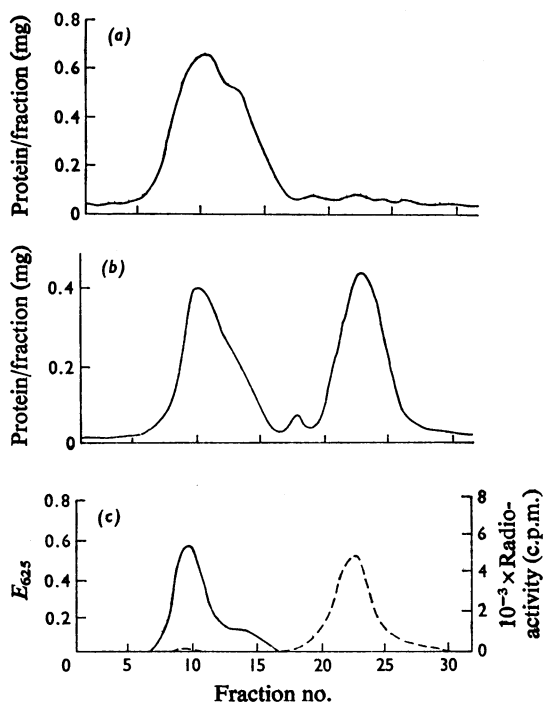 (a)
Protein/fraction (mg)
0.8
0.6
0.4
0.2
0
(b)
Protein/fraction (mg)
0.4
0.2
0
(c)
E625
0.8
0.6
0.4
0.2
0 5 10 15 20 25 30
8
6
4
2
0
10⁻³ × Radio-
activity (c.p.m.)
Fraction no.